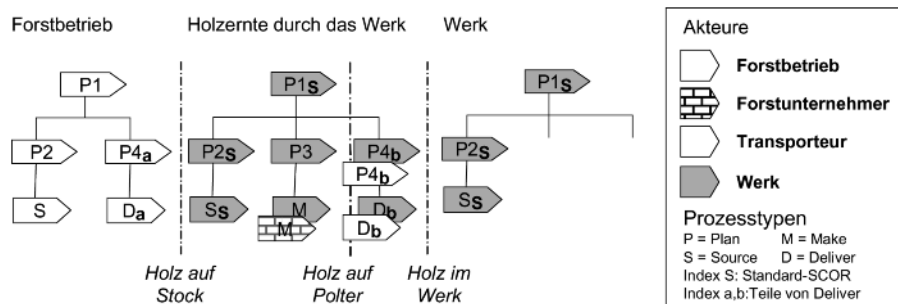 Forstbetrieb
Holzernte durch das Werk
Werk
P1
P1s
P1s
P2
P4a
P2s
P3
P4b
P4b
P2s
S
Da
Ss
M
M
Db
Db
Ss
Holz auf
Stock
Holz auf
Polter
Holz im
Werk
Akteure
Forstbetrieb
Forstunternehmer
Transporteur
Werk
Prozesstypen
P = Plan M = Make
S = Source D = Deliver
Index S: Standard-SCOR
Index a,b:Teile von Deliver